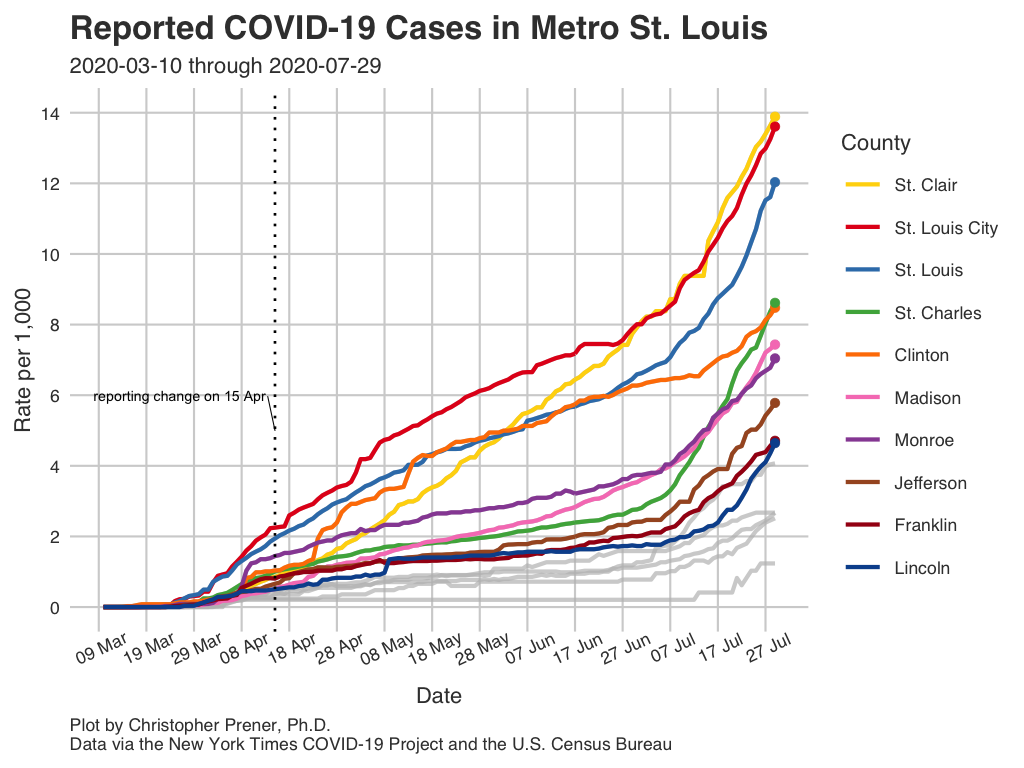 Reported COVID-19 Cases in Metro St. Louis
2020-03-10 through 2020-07-29
14
12
10
8
6
4
2
0
Rate per 1,000
reporting change on 15 Apr
09 Mar
19 Mar
29 Mar
08 Apr
18 Apr
28 Apr
08 May
18 May
28 May
07 Jun
17 Jun
27 Jun
07 Jul
17 Jul
27 Jul
Date
County
St. Clair
St. Louis City
St. Louis
St. Charles
Clinton
Madison
Monroe
Jefferson
Franklin
Lincoln
Plot by Christopher Prener, Ph.D.
Data via the New York Times COVID-19 Project and the U.S. Census Bureau